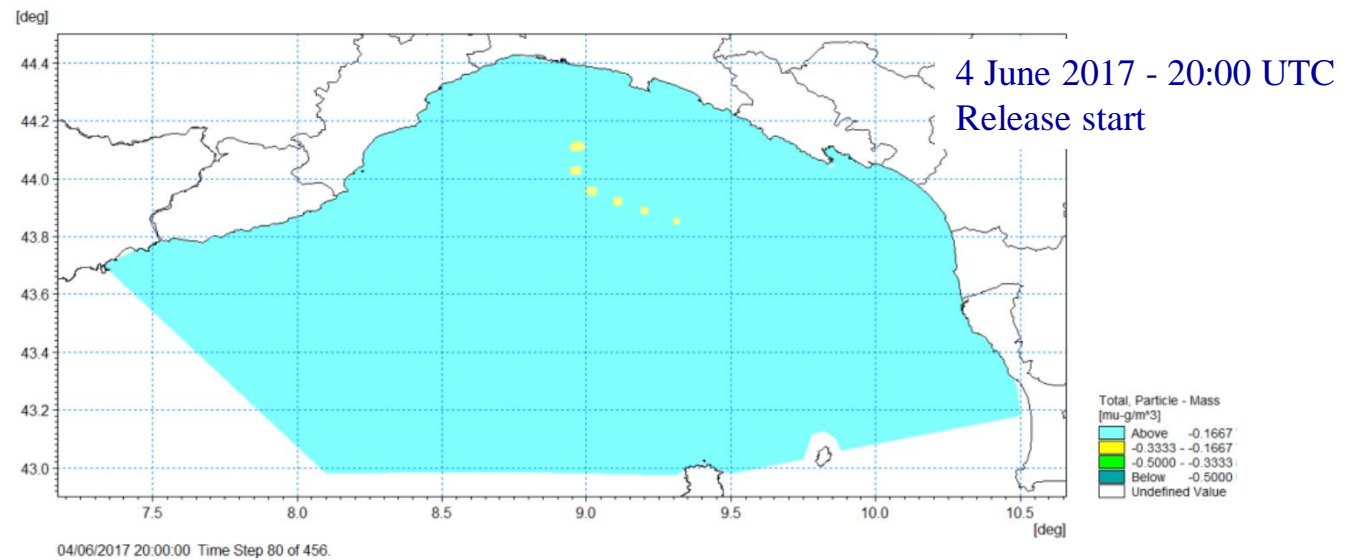 [deg]
4 June 2017 - 20:00 UTC
Release start
44.4
44.2
44.0
43.8
43.6
43.4
43.2
43.0
7.5 8.0 8.5 9.0 9.5 10.0 10.5
[deg]
Total, Particle - Mass
[mu-g/m^3]
Above -0.1667
-0.3333 - -0.1667
-0.5000 - -0.3333
Below -0.5000
Undefined Value
04/06/2017 20:00:00 Time Step 80 of 456.